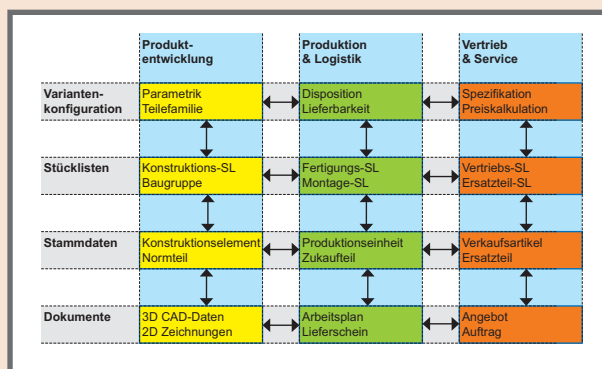 Produkt-
entwicklung
Produktion
& Logistik
Vertrieb
& Service
Varianten-
konfiguration
Parametrik
Teilefamilie
Disposition
Lieferbarkeit
Spezifikation
Preiskalkulation
Stücklisten
Konstruktions-SL
Baugruppe
Fertigungs-SL
Montage-SL
Vertriebs-SL
Ersatzteil-SL
Stammdaten
Konstruktionselement
Normteil
Produktionseinheit
Zukaufteil
Verkaufsartikel
Ersatzteil
Dokumente
3D CAD-Daten
2D Zeichnungen
Arbeitsplan
Lieferschein
Angebot
Auftrag